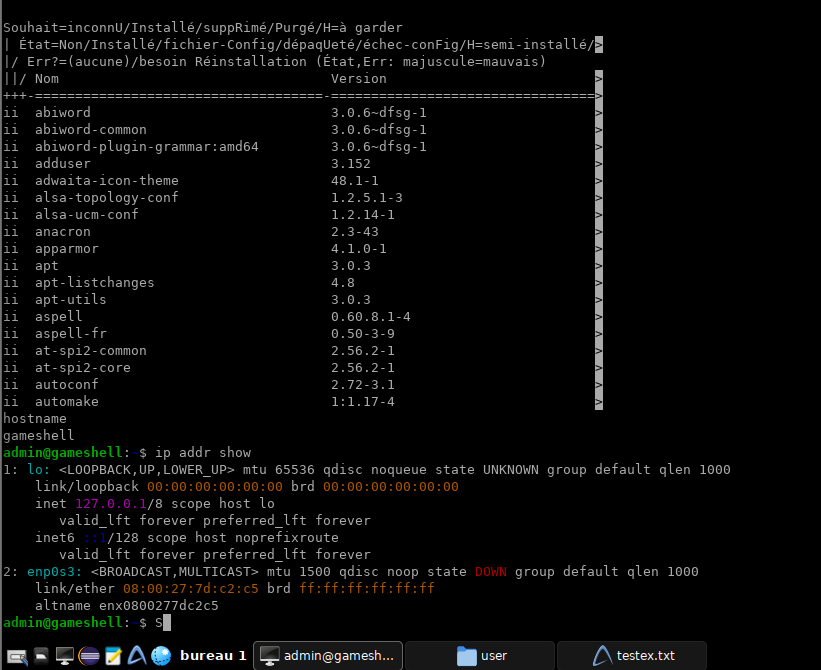 Souhait=inconnU/Installé/suppRimé/Purgé/H=à garder
| État=Non/Installé/fichier-Config/dépaqUeté/échec-conFig/H=semi-installé/>
|/ Err?=(aucune)/besoin Réinstallation (État,Err: majuscule=mauvais)
||/ Nom                                  Version                          >
+++-====================================-=================================>
ii  abiword                              3.0.6~dfsg-1                     >
ii  abiword-common                       3.0.6~dfsg-1                     >
ii  abiword-plugin-grammar:amd64         3.0.6~dfsg-1                     >
ii  adduser                              3.152                            >
ii  adwaita-icon-theme                   48.1-1                           >
ii  alsa-topology-conf                   1.2.5.1-3                        >
ii  alsa-ucm-conf                        1.2.14-1                         >
ii  anacron                              2.3-43                           >
ii  apparmor                             4.1.0-1                          >
ii  apt                                  3.0.3                            >
ii  apt-listchanges                      4.8                              >
ii  apt-utils                            3.0.3                            >
ii  aspell                               0.60.8.1-4                       >
ii  aspell-fr                            0.50-3-9                         >
ii  at-spi2-common                       2.56.2-1                         >
ii  at-spi2-core                         2.56.2-1                         >
ii  autoconf                             2.72-3.1                         >
ii  automake                             1:1.17-4                         >
hostname
gameshell
admin@gameshell:~$ ip addr show
1: lo: <LOOPBACK,UP,LOWER_UP> mtu 65536 qdisc noqueue state UNKNOWN group default qlen 1000
    link/loopback 00:00:00:00:00:00 brd 00:00:00:00:00:00
    inet 127.0.0.1/8 scope host lo
       valid_lft forever preferred_lft forever
    inet6 ::1/128 scope host noprefixroute
       valid_lft forever preferred_lft forever
2: enp0s3: <BROADCAST,MULTICAST> mtu 1500 qdisc noop state DOWN group default qlen 1000
    link/ether 08:00:27:7d:c2:c5 brd ff:ff:ff:ff:ff:ff
    altname enx0800277dc2c5
admin@gameshell:~$ S
bureau 1 admin@gamesh... user testex.txt